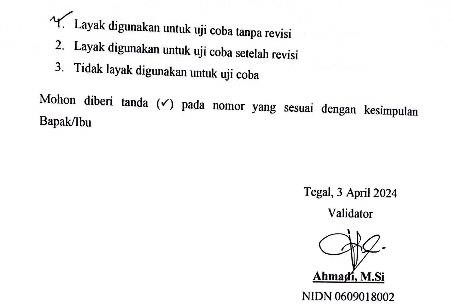 1. Layak digunakan untuk uji coba tanpa revisi
2. Layak digunakan untuk uji coba setelah revisi
3. Tidak layak digunakan untuk uji coba
Mohon diberi tanda (✓) pada nomor yang sesuai dengan kesimpulan
Bapak/Ibu
Tegal, 3 April 2024
Validator
Ahmadi, M.Si
NIDN 0609018002